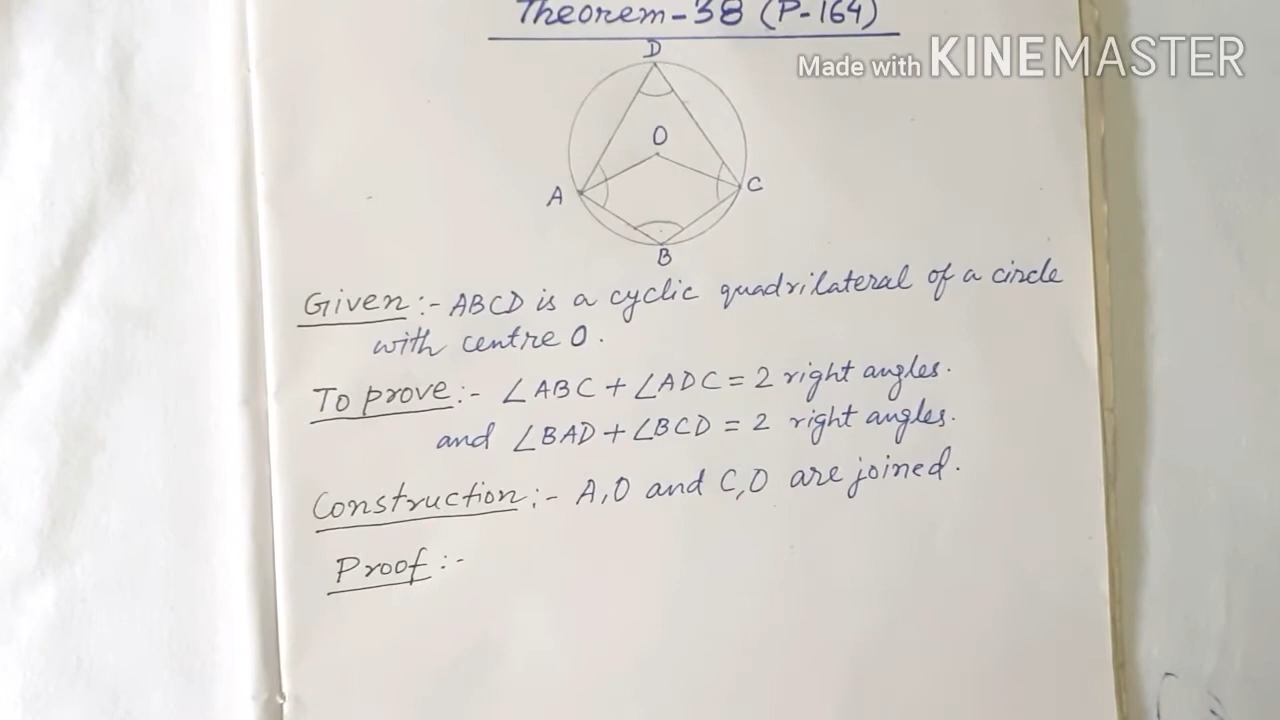 Theorem-38 (P-164)
Made with KINEMASTER
D
O
A
C
B
Given :- ABCD is a cyclic quadrilateral of a circle
with centre O.
To prove :- ∠ABC + ∠ADC = 2 right angles.
and ∠BAD + ∠BCD = 2 right angles.
Construction :- A,O and C,O are joined.
Proof :-